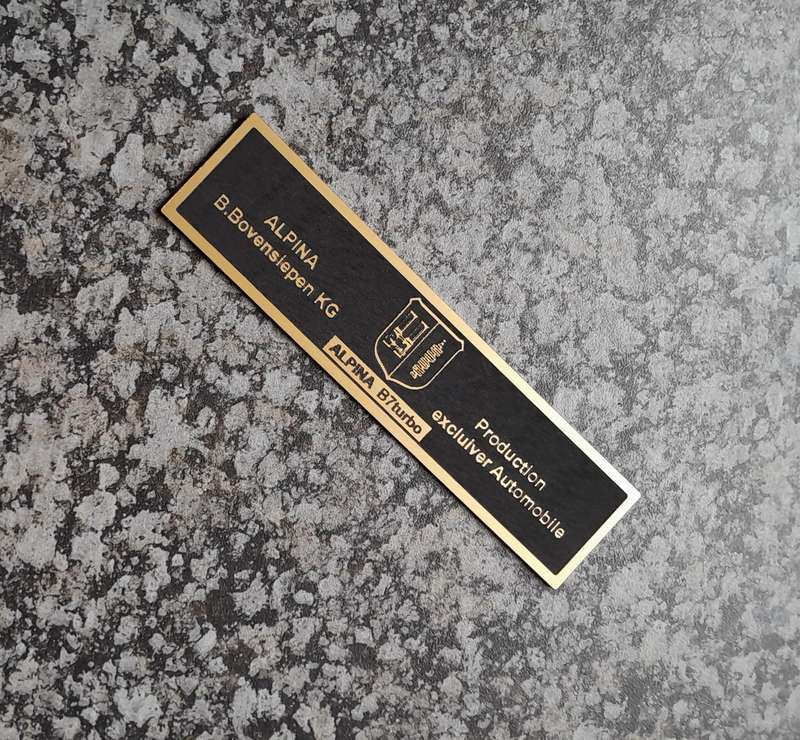 ALPINA
B.Bovensiepen KG
ALPINA B7turbo
Production
excluiver Automobile